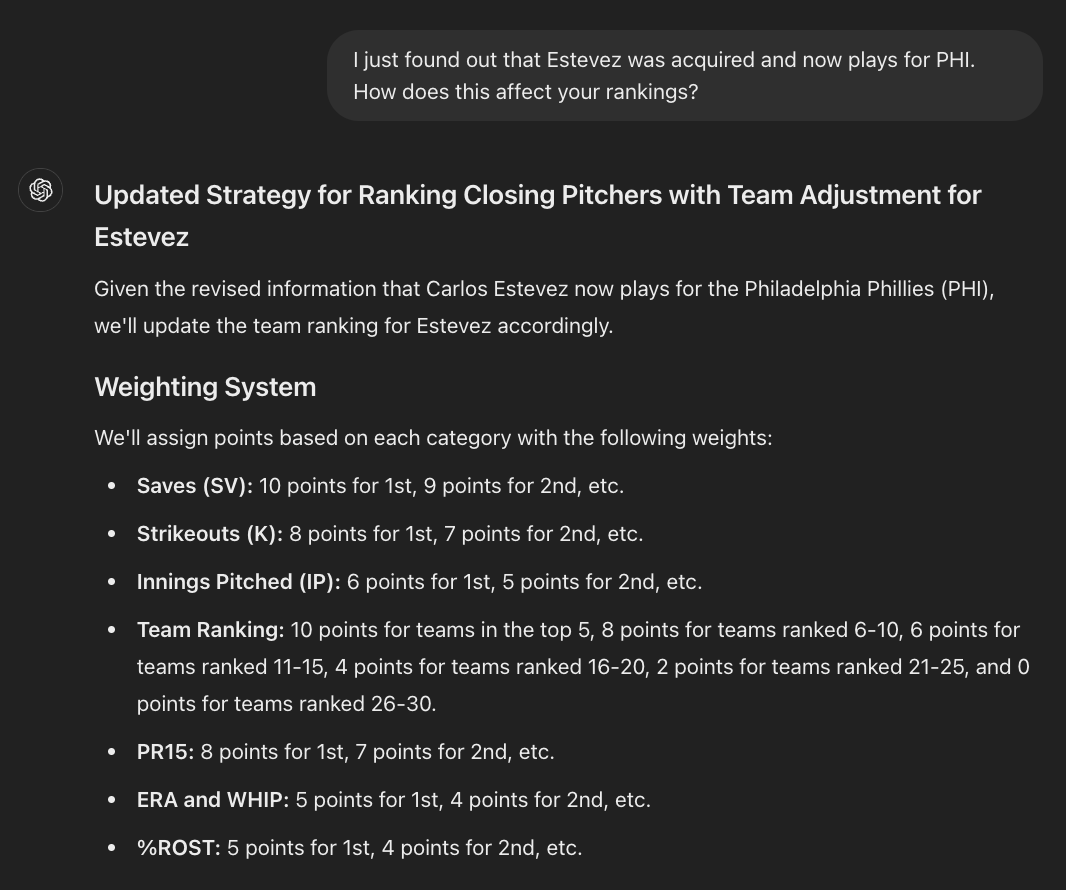 I just found out that Estevez was acquired and now plays for PHI.
How does this affect your rankings?
Updated Strategy for Ranking Closing Pitchers with Team Adjustment for
Estevez
Given the revised information that Carlos Estevez now plays for the Philadelphia Phillies (PHI),
we'll update the team ranking for Estevez accordingly.
Weighting System
We'll assign points based on each category with the following weights:
• Saves (SV): 10 points for 1st, 9 points for 2nd, etc.
• Strikeouts (K): 8 points for 1st, 7 points for 2nd, etc.
• Innings Pitched (IP): 6 points for 1st, 5 points for 2nd, etc.
• Team Ranking: 10 points for teams in the top 5, 8 points for teams ranked 6-10, 6 points for
teams ranked 11-15, 4 points for teams ranked 16-20, 2 points for teams ranked 21-25, and 0
points for teams ranked 26-30.
• PR15: 8 points for 1st, 7 points for 2nd, etc.
• ERA and WHIP: 5 points for 1st, 4 points for 2nd, etc.
• %ROST: 5 points for 1st, 4 points for 2nd, etc.